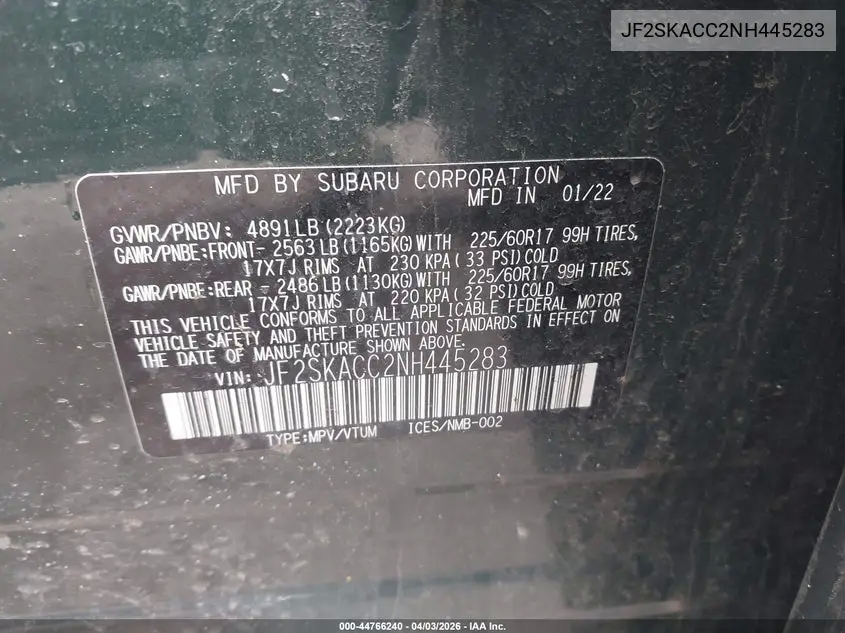 JF2SKACC2NH445283
MFD BY SUBARU CORPORATION
MFD IN 01/22
GVWR/PNBV: 4891LB (2223KG)
GAWR/PNBE:FRONT- 2563 LB (1165KG) WITH 225/60R17 99H TIRES,
17X7J RIMS AT 230 KPA (33 PSI) COLD
GAWR/PNBE:REAR - 2486 LB (1130KG) WITH 225/60R17 99H TIRES,
17X7J RIMS AT 220 KPA (32 PSI) COLD
THIS VEHICLE CONFORMS TO ALL APPLICABLE FEDERAL MOTOR
VEHICLE SAFETY AND THEFT PREVENTION STANDARDS IN EFFECT ON
THE DATE OF MANUFACTURE SHOWN ABOVE.
VIN: JF2SKACC2NH445283
TYPE:MPV/VTUM ICES/NMB-002
000-44766240 - 04/03/2026 - IAA Inc.